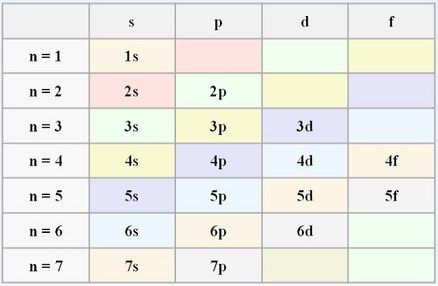 s p d f
n = 1 1s
n = 2 2s 2p
n = 3 3s 3p 3d
n = 4 4s 4p 4d 4f
n = 5 5s 5p 5d 5f
n = 6 6s 6p 6d
n = 7 7s 7p